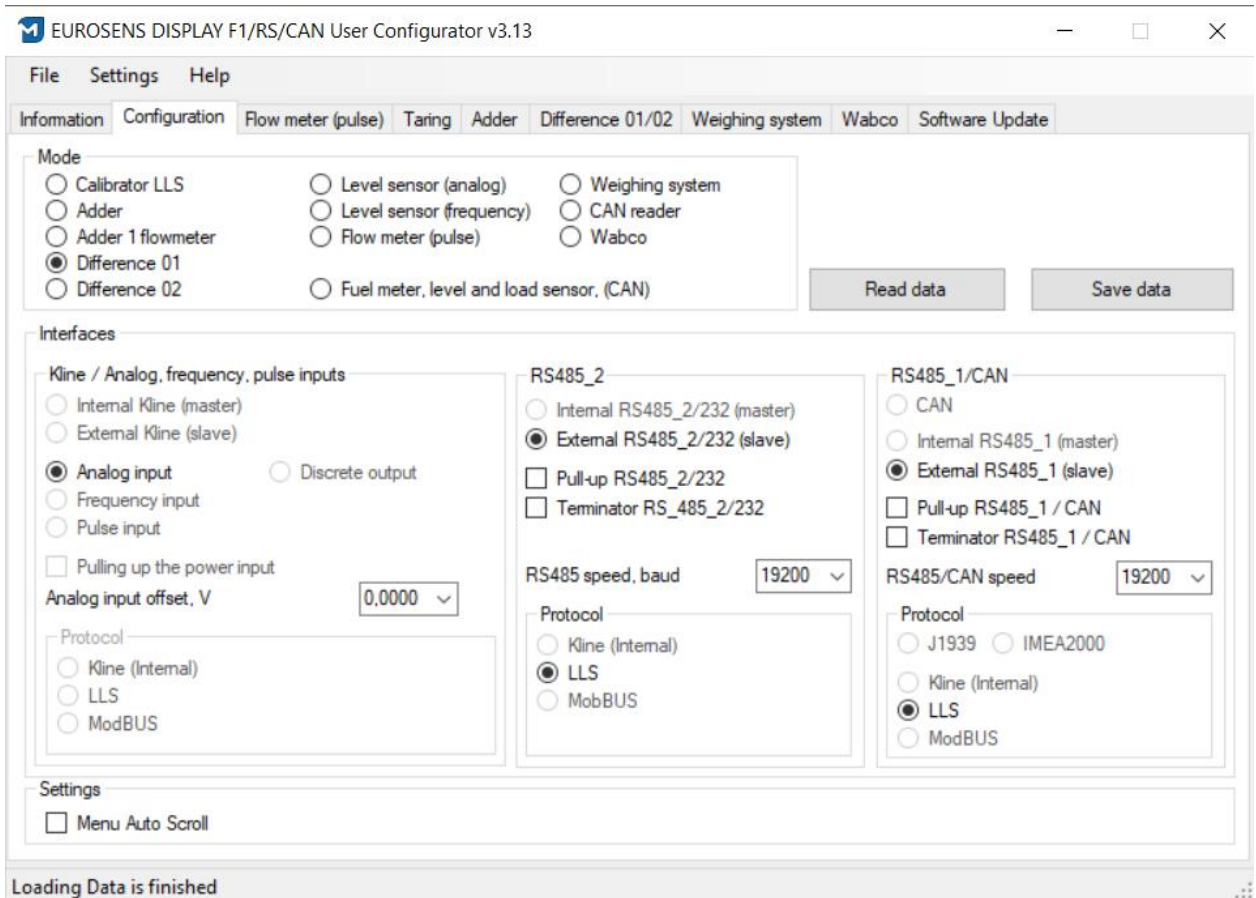 EUROSENS DISPLAY F1/RS/CAN User Configurator v3.13
File Settings Help
Information Configuration Flow meter (pulse) Taring Adder Difference 01/02 Weighing system Wabco Software Update
Mode
Calibrator LLS Level sensor (analog) Weighing system
Adder Level sensor (frequency) CAN reader
Adder 1 flowmeter Flow meter (pulse) Wabco
Difference 01
Difference 02 Fuel meter, level and load sensor, (CAN)
Read data Save data
Interfaces
Kline / Analog, frequency, pulse inputs
Internal Kline (master)
External Kline (slave)
Analog input Discrete output
Frequency input
Pulse input
Pulling up the power input
Analog input offset, V 0,0000
Protocol
Kline (Internal)
LLS
ModBUS
RS485_2
Internal RS485_2/232 (master)
External RS485_2/232 (slave)
Pull-up RS485_2/232
Terminator RS_485_2/232
RS485 speed, baud 19200
Protocol
Kline (Internal)
LLS
MobBUS
RS485_1/CAN
CAN
Internal RS485_1 (master)
External RS485_1 (slave)
Pull-up RS485_1 / CAN
Terminator RS485_1 / CAN
RS485/CAN speed 19200
Protocol
J1939 IMEA2000
Kline (Internal)
LLS
ModBUS
Settings
Menu Auto Scroll
Loading Data is finished